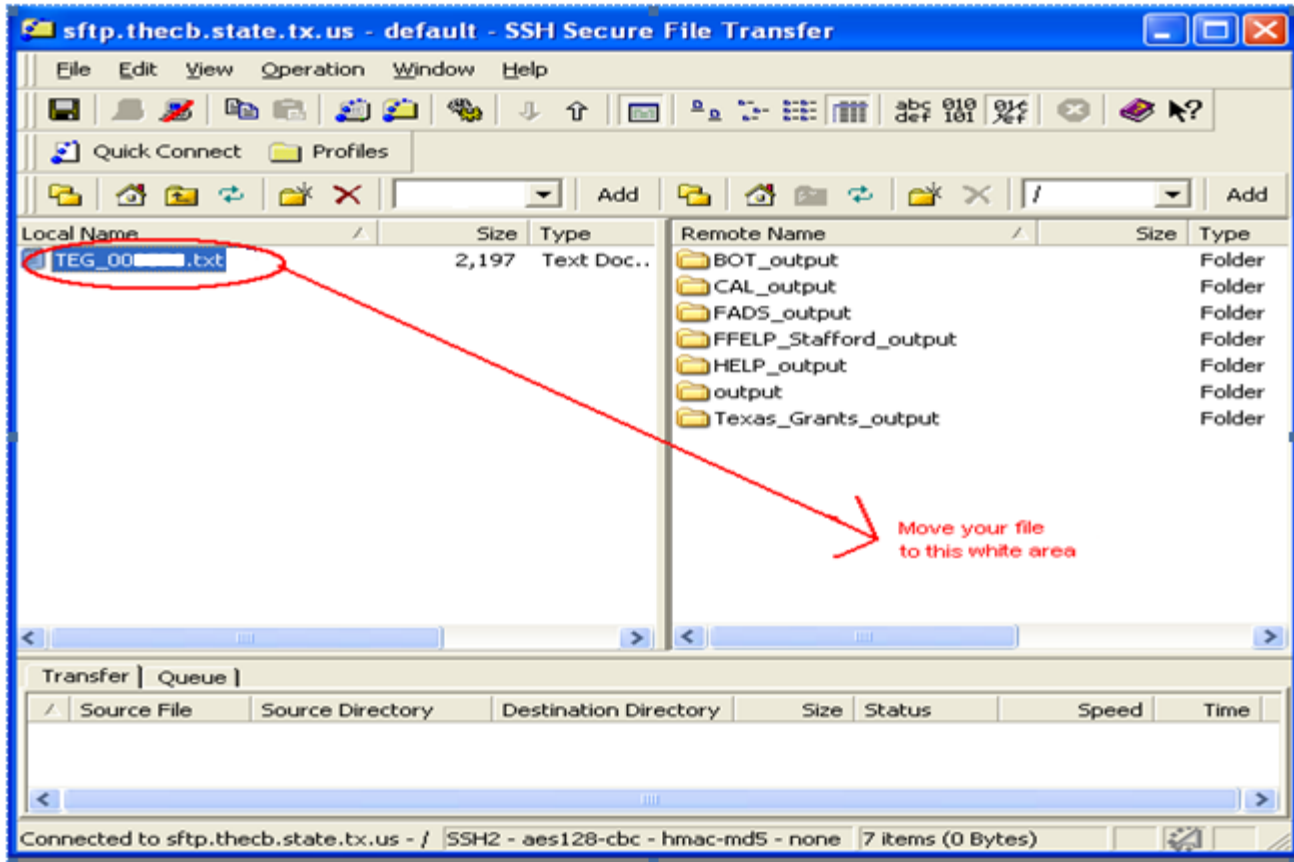 sftp.thecb.state.tx.us - default - SSH Secure File Transfer
File Edit View Operation Window Help
abc def 010 101
Quick Connect Profiles
Add / Add
Local Name Size Type Remote Name Size Type
TEG_00 .txt 2,197 Text Doc.. BOT_output Folder
CAL_output Folder
FADS_output Folder
FFELP_Stafford_output Folder
HELP_output Folder
output Folder
Texas_Grants_output Folder
Move your file
to this white area
Transfer Queue
Source File Source Directory Destination Directory Size Status Speed Time
Connected to sftp.thecb.state.tx.us - / SSH2 - aes128-cbc - hmac-md5 - none 7 items (0 Bytes)